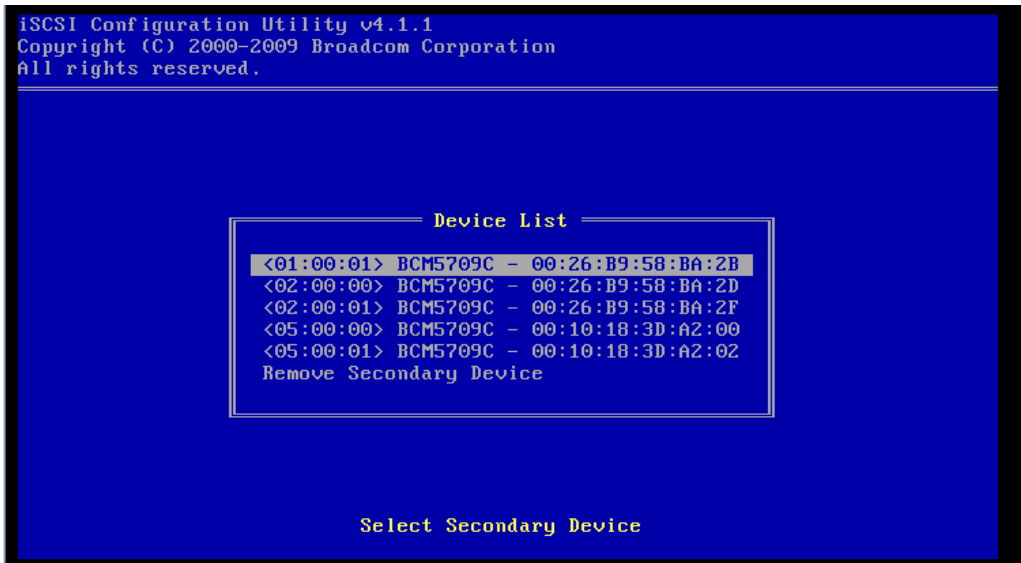 iSCSI Configuration Utility v4.1.1
Copyright (C) 2000-2009 Broadcom Corporation
All rights reserved.
Device List
<01:00:01> BCM5709C - 00:26:B9:58:BA:2B
<02:00:00> BCM5709C - 00:26:B9:58:BA:2D
<02:00:01> BCM5709C - 00:26:B9:58:BA:2F
<05:00:00> BCM5709C - 00:10:18:3D:A2:00
<05:00:01> BCM5709C - 00:10:18:3D:A2:02
Remove Secondary Device
Select Secondary Device